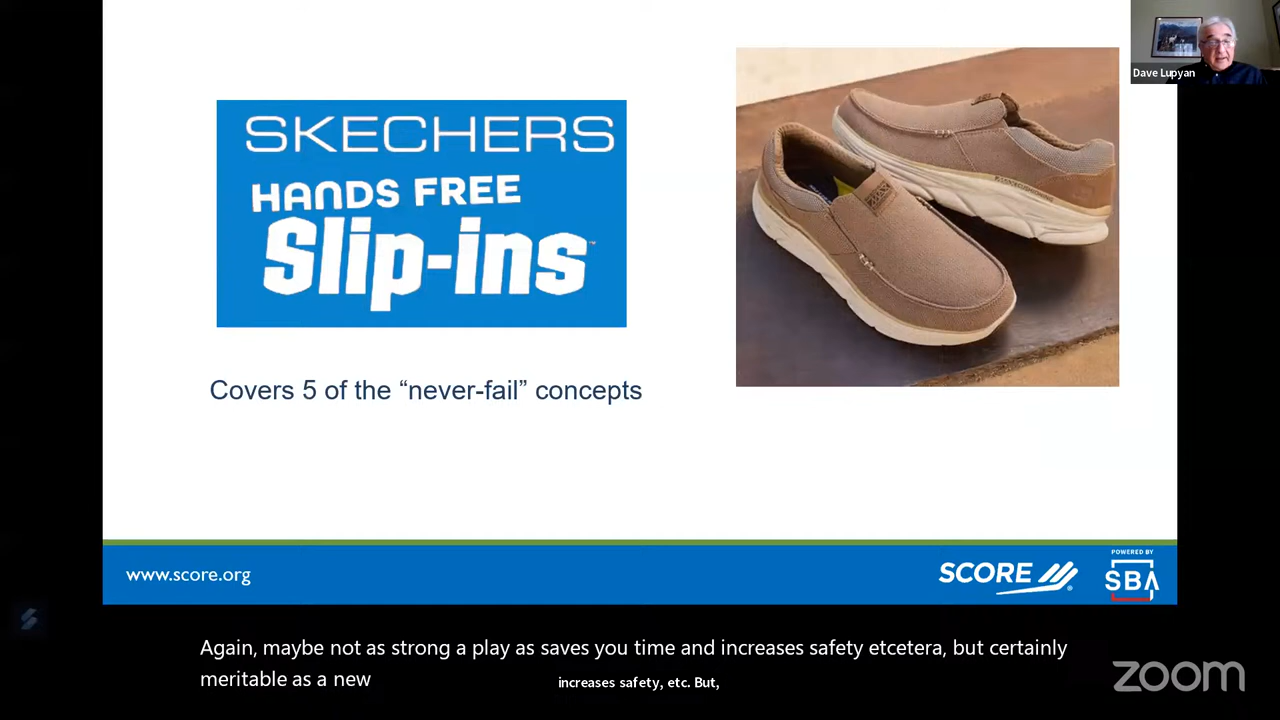 Dave Lupyan
SKECHERS
HANDS FREE
Slip-ins™
Covers 5 of the “never-fail” concepts
www.score.org
SCORE®
POWERED BY
SBA
Again, maybe not as strong a play as saves you time and increases safety etcetera, but certainly
meritable as a new
increases safety, etc. But,
zoom